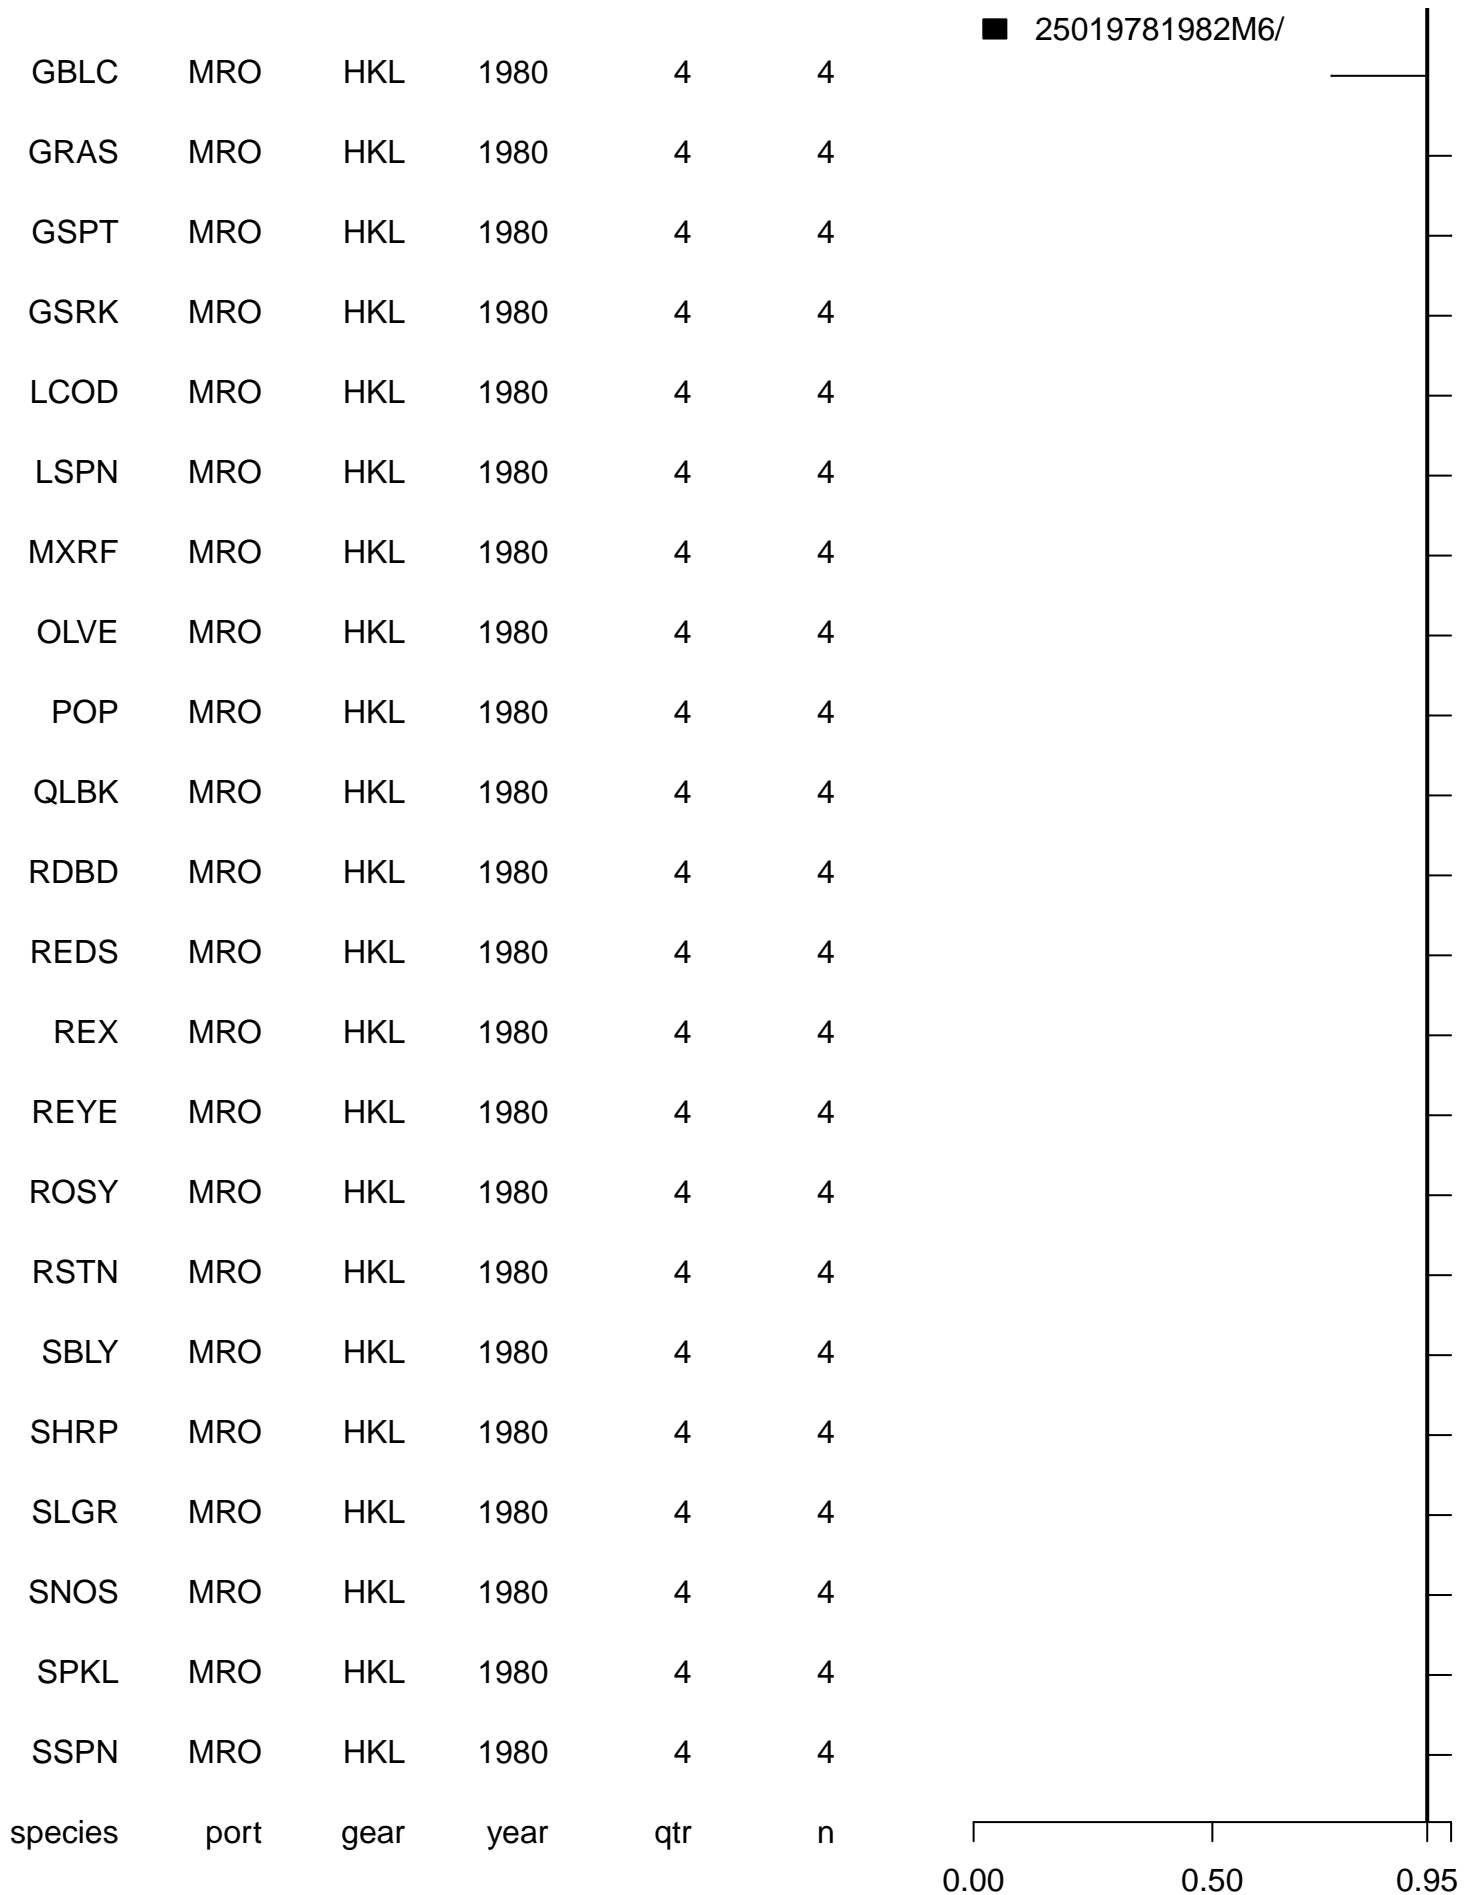 25019781982M6/
GBLC MRO HKL 1980 4 4
GRAS MRO HKL 1980 4 4
GSPT MRO HKL 1980 4 4
GSRK MRO HKL 1980 4 4
LCOD MRO HKL 1980 4 4
LSPN MRO HKL 1980 4 4
MXRF MRO HKL 1980 4 4
OLVE MRO HKL 1980 4 4
POP MRO HKL 1980 4 4
QLBK MRO HKL 1980 4 4
RDBD MRO HKL 1980 4 4
REDS MRO HKL 1980 4 4
REX MRO HKL 1980 4 4
REYE MRO HKL 1980 4 4
ROSY MRO HKL 1980 4 4
RSTN MRO HKL 1980 4 4
SBLY MRO HKL 1980 4 4
SHRP MRO HKL 1980 4 4
SLGR MRO HKL 1980 4 4
SNOS MRO HKL 1980 4 4
SPKL MRO HKL 1980 4 4
SSPN MRO HKL 1980 4 4
species port gear year qtr n
0.00 0.50 0.95